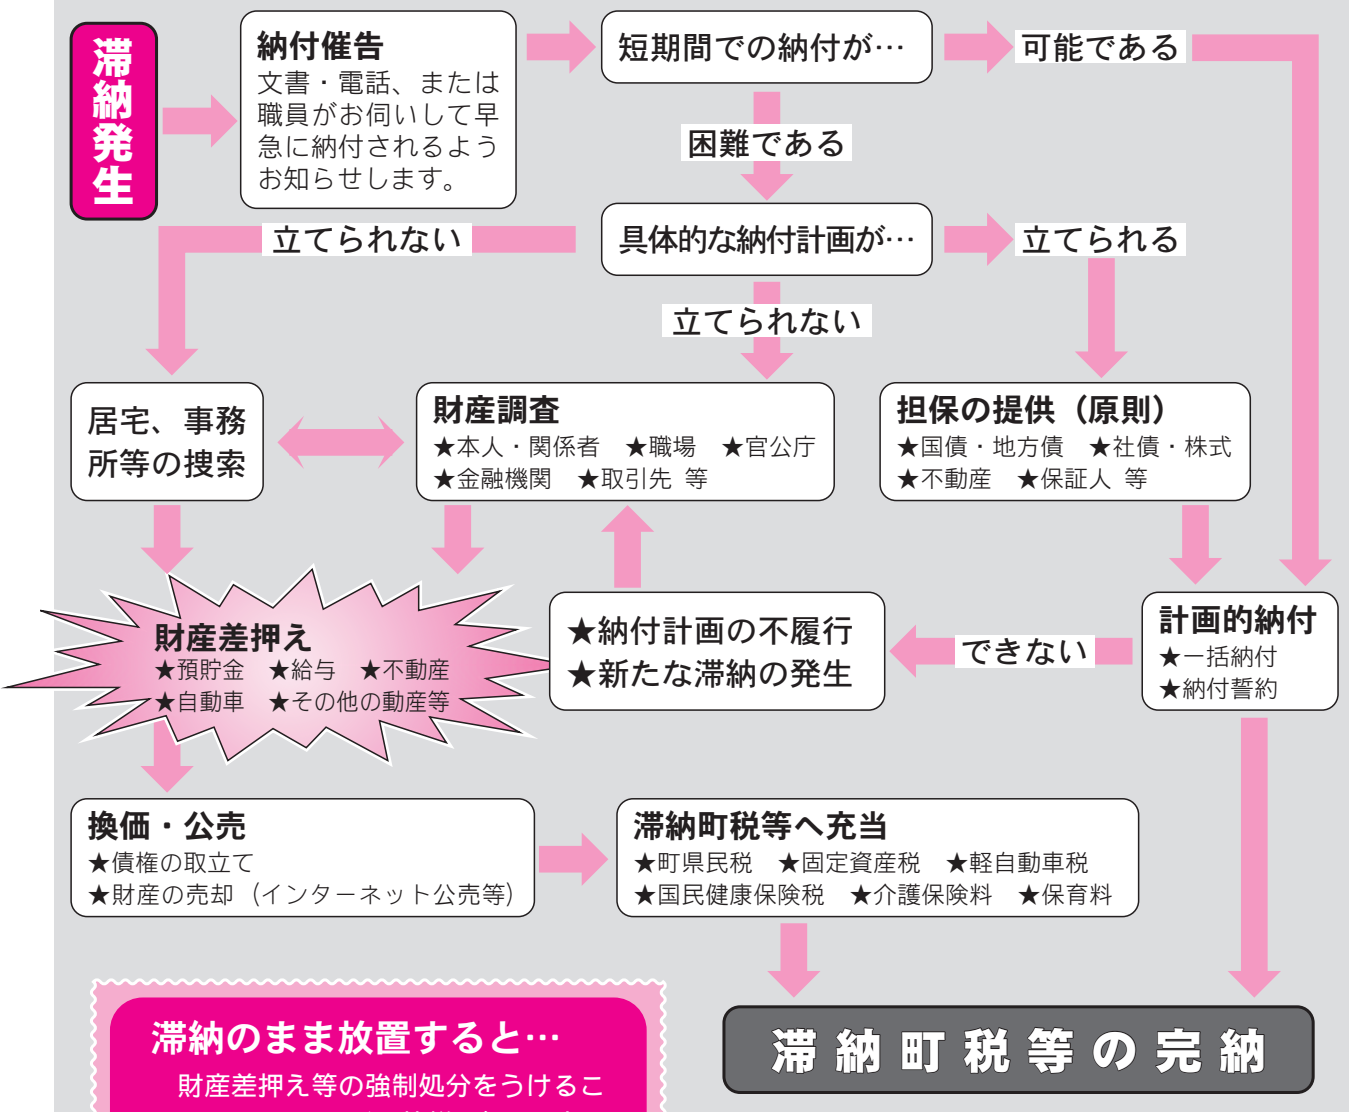 滞納発生
納付催告
文書・電話、または
職員がお伺いして早
急に納付されるよう
お知らせします。
短期間での納付が…
可能である
困難である
具体的な納付計画が…
立てられない
立てられる
立てられない
居宅、事務
所等の捜索
財産調査
★本人・関係者 ★職場 ★官公庁
★金融機関 ★取引先 等
担保の提供（原則）
★国債・地方債 ★社債・株式
★不動産 ★保証人 等
財産差押え
★預貯金 ★給与 ★不動産
★自動車 ★その他の動産等
★納付計画の不履行
★新たな滞納の発生
できない
計画的納付
★一括納付
★納付誓約
換価・公売
★債権の取立て
★財産の売却（インターネット公売等）
滞納町税等へ充当
★町県民税 ★固定資産税 ★軽自動車税
★国民健康保険税 ★介護保険料 ★保育料
滞納町税等の完納
滞納のまま放置すると…
財産差押え等の強制処分をうけるこ